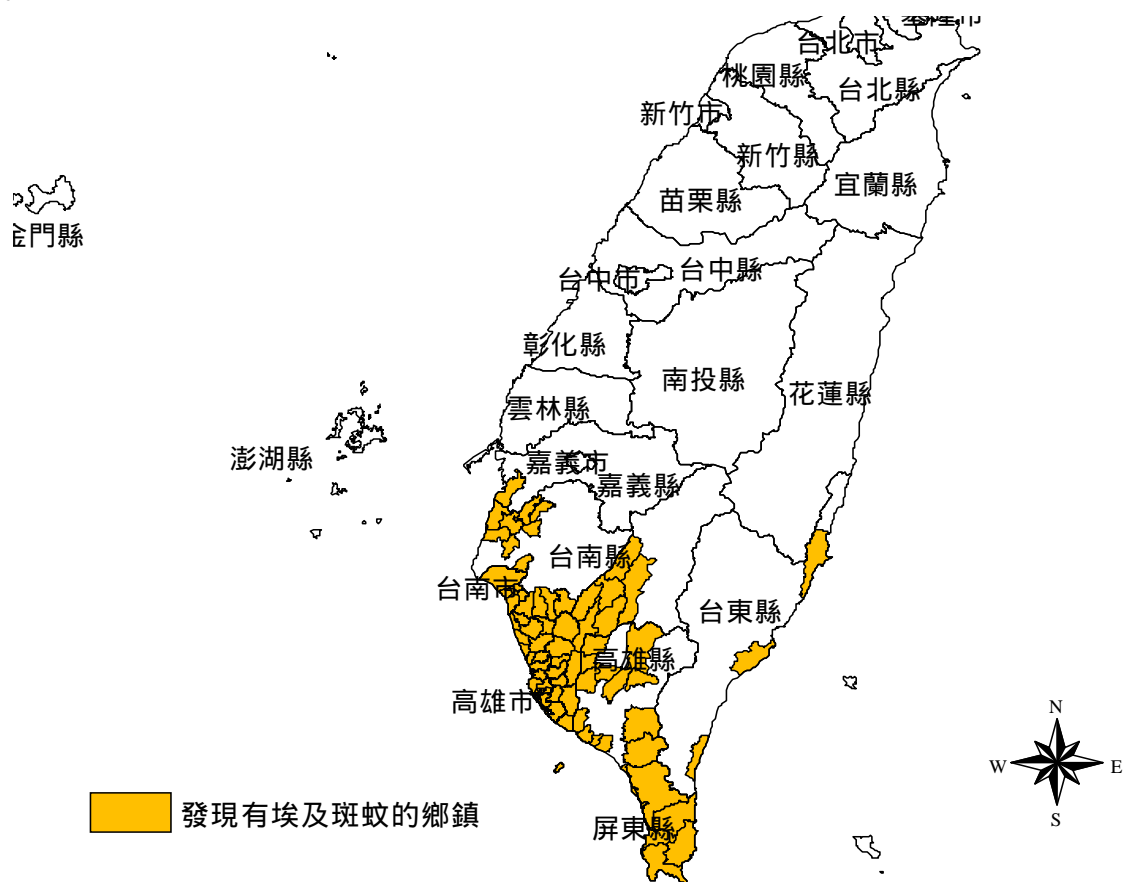 基隆市
台北市
桃園縣
台北縣
新竹市
新竹縣
宜蘭縣
苗栗縣
金門縣
台中縣
台中市
彰化縣
南投縣
花蓮縣
雲林縣
澎湖縣
嘉義市
嘉義縣
台南縣
台南市
台東縣
高雄縣
高雄市
N
W
E
S
發現有埃及斑蚊的鄉鎮
屏東縣